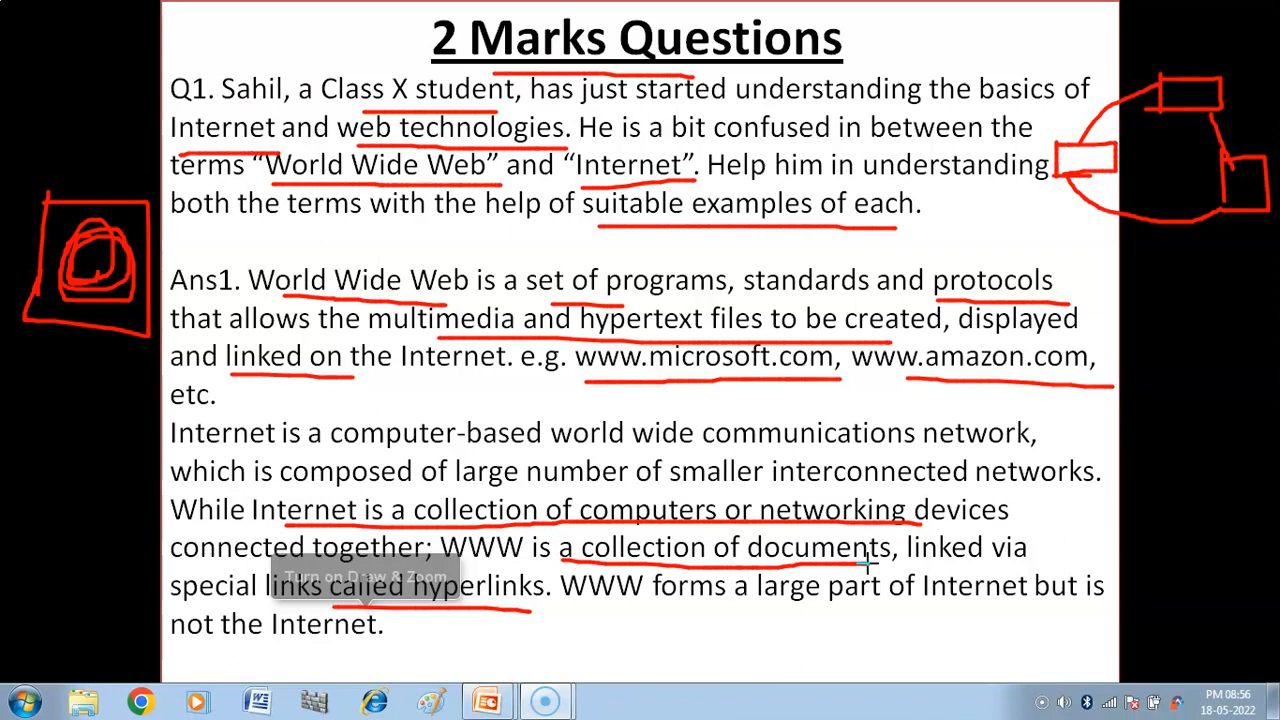 2 Marks Questions
Q1. Sahil, a Class X student, has just started understanding the basics of
Internet and web technologies. He is a bit confused in between the
terms “World Wide Web” and “Internet”. Help him in understanding
both the terms with the help of suitable examples of each.
Ans1. World Wide Web is a set of programs, standards and protocols
that allows the multimedia and hypertext files to be created, displayed
and linked on the Internet. e.g. www.microsoft.com, www.amazon.com,
etc.
Internet is a computer-based world wide communications network,
which is composed of large number of smaller interconnected networks.
While Internet is a collection of computers or networking devices
connected together; WWW is a collection of documents, linked via
Turn on Draw & Zoom
special links called hyperlinks. WWW forms a large part of Internet but is
not the Internet.
PM 08:56
18-05-2022